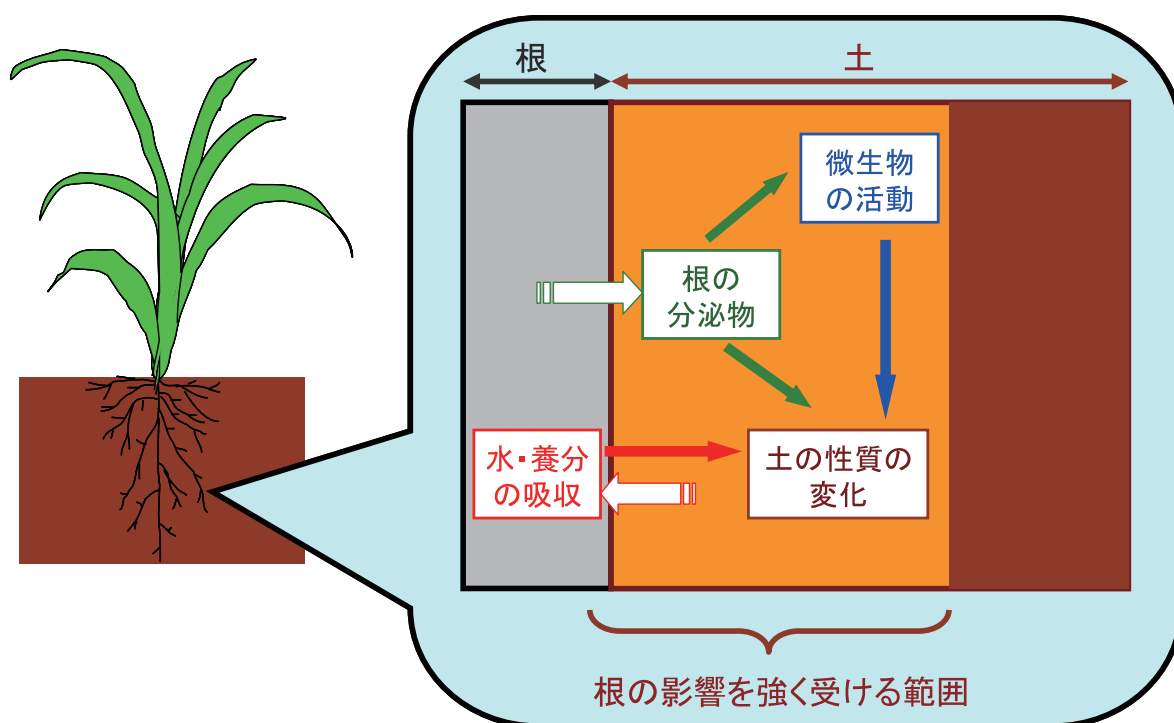 根
土
微生物
の活動
根の
分泌物
水・養分
の吸収
土の性質の
変化
根の影響を強く受ける範囲